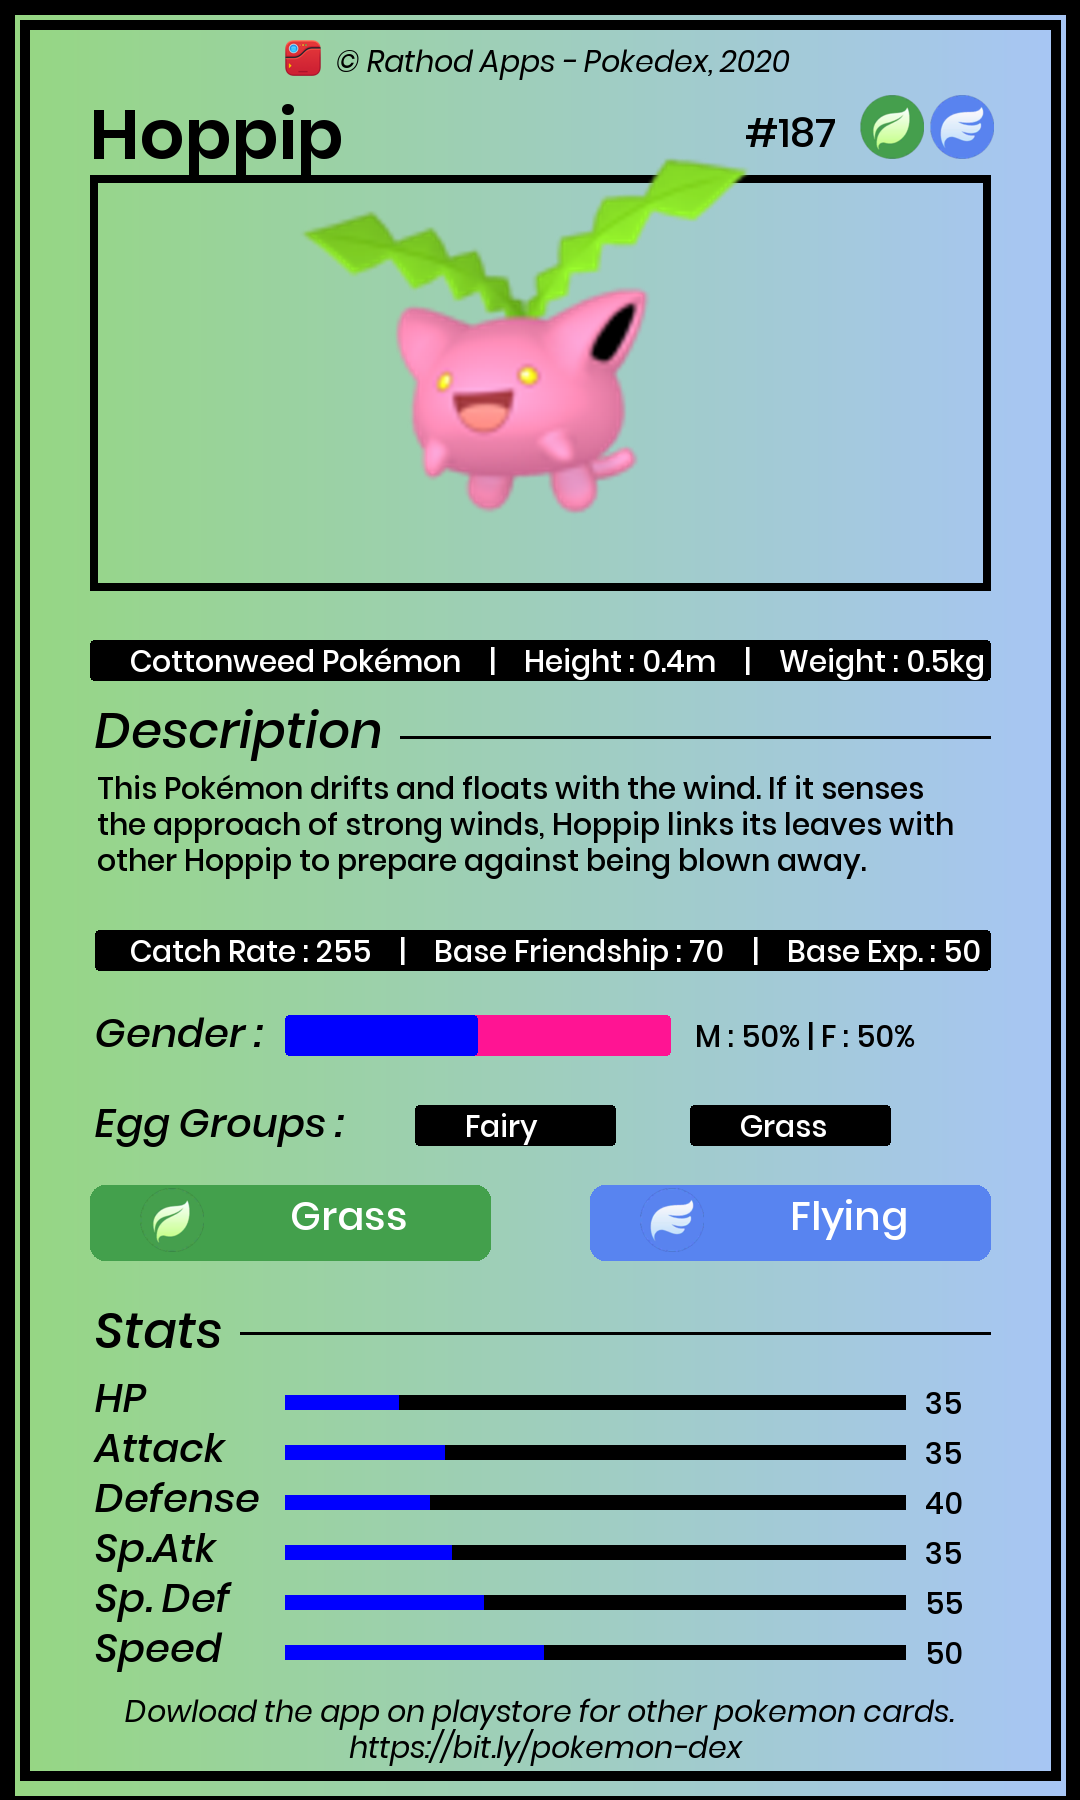 © Rathod Apps - Pokedex, 2020
Hoppip #187
Cottonweed Pokémon | Height : 0.4m | Weight : 0.5kg
Description
This Pokémon drifts and floats with the wind. If it senses
the approach of strong winds, Hoppip links its leaves with
other Hoppip to prepare against being blown away.
Catch Rate : 255 | Base Friendship : 70 | Base Exp. : 50
Gender : M : 50% | F : 50%
Egg Groups : Fairy Grass
Grass Flying
Stats
HP 35
Attack 35
Defense 40
Sp.Atk 35
Sp. Def 55
Speed 50
Dowload the app on playstore for other pokemon cards.
https://bit.ly/pokemon-dex